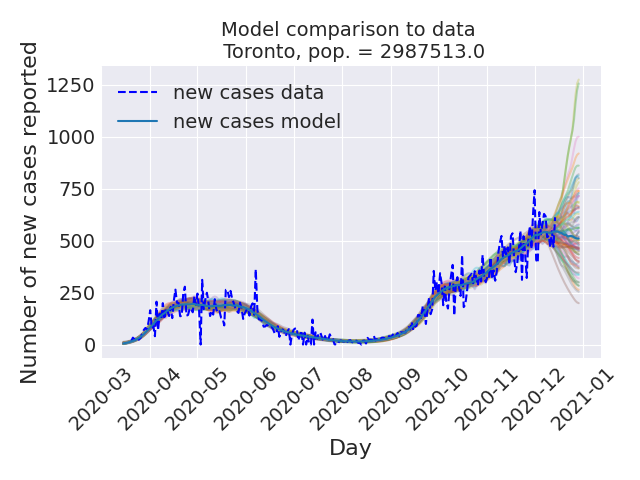 Model comparison to data
Toronto, pop. = 2987513.0
new cases data
new cases model
Number of new cases reported
1250
1000
750
500
250
0
2020-03
2020-04
2020-05
2020-06
2020-07
2020-08
2020-09
2020-10
2020-11
2020-12
2021-01
Day